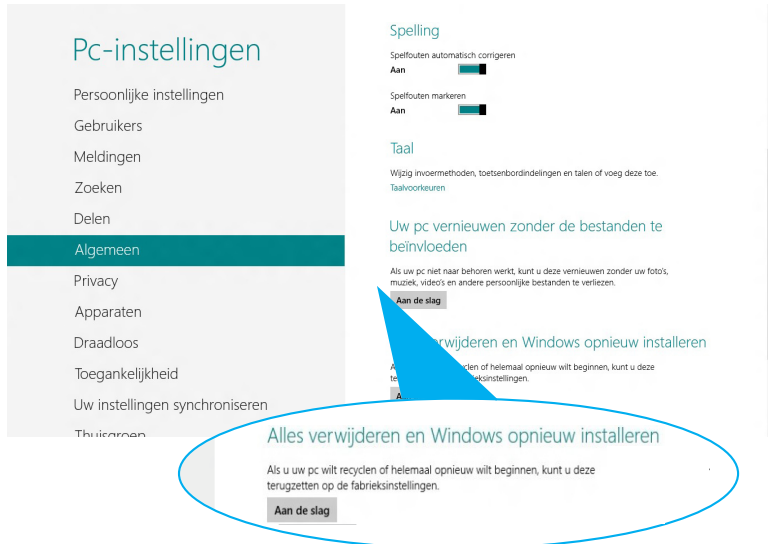 Pc-instellingen
Persoonlijke instellingen
Gebruikers
Meldingen
Zoeken
Delen
Algemeen
Privacy
Apparaten
Draadloos
Toegankelijkheid
Uw instellingen synchroniseren
Thuisgroep
Spelling
Spelfouten automatisch corrigeren
Aan
Spelfouten markeren
Aan
Taal
Wijzig invoermethoden, toetsenbordindelingen en talen of voeg deze toe.
Taalvoorkeuren
Uw pc vernieuwen zonder de bestanden te
beïnvloeden
Als uw pc niet naar behoren werkt, kunt u deze vernieuwen zonder uw foto's,
muziek, video's en andere persoonlijke bestanden te verliezen.
Aan de slag
en Windows opnieuw installeren
of helemaal opnieuw wilt beginnen, kunt u deze
Alles verwijderen en Windows opnieuw installeren
Als u uw pc wilt recyclen of helemaal opnieuw wilt beginnen, kunt u deze
terugzetten op de fabrieksinstellingen.
Aan de slag